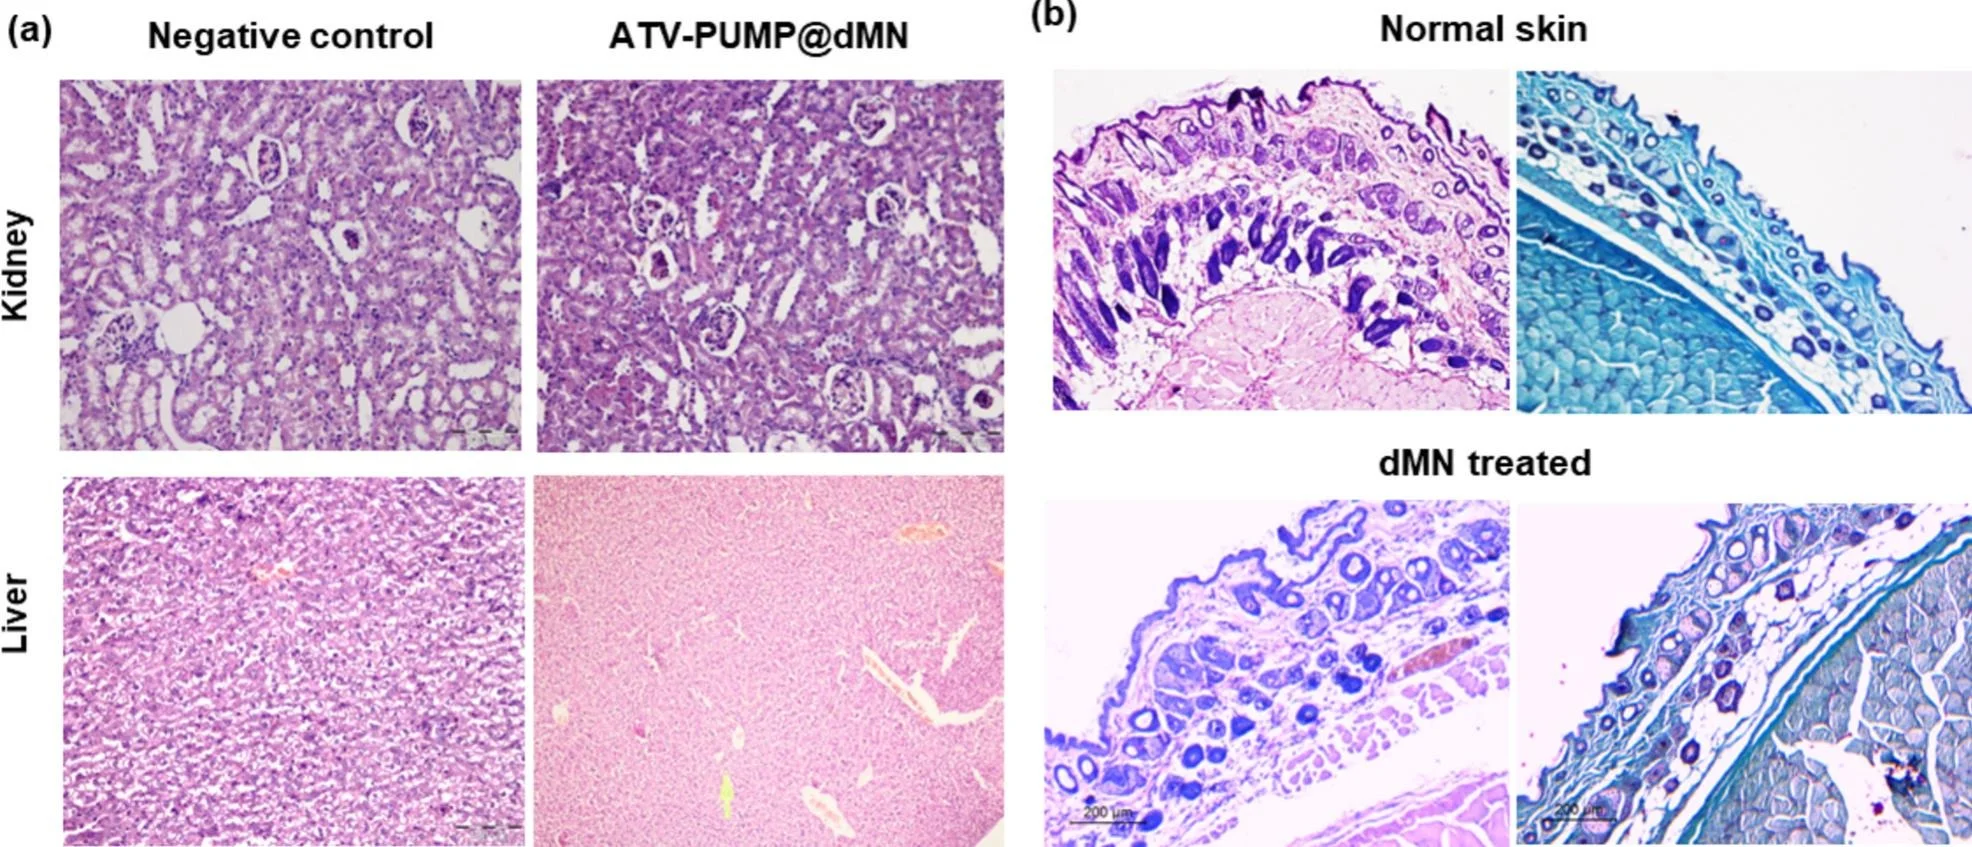 (a)
Negative control
ATV-PUMP@dMN
Kidney
Liver
(b)
Normal skin
dMN treated
200 µm
200 µm